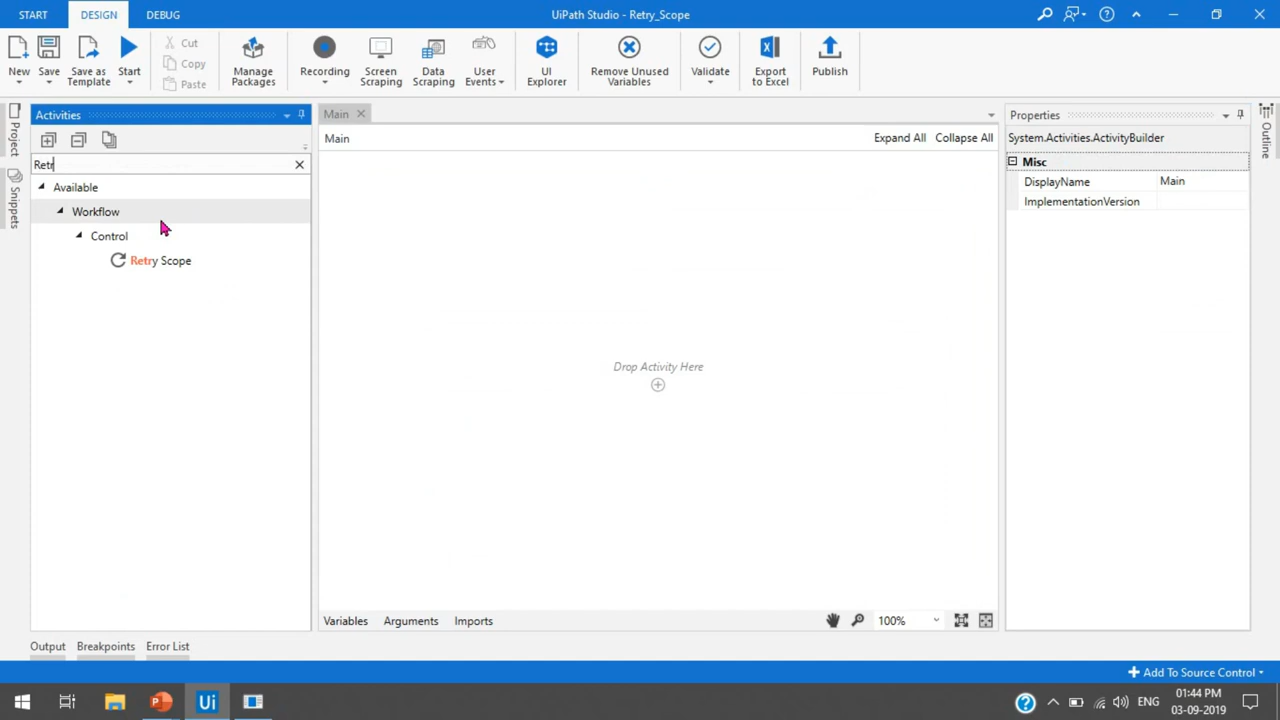 START DESIGN DEBUG UiPath Studio - Retry_Scope
Cut
Copy
Paste
New Save Save as Template Start Manage Packages Recording Screen Scraping Data Scraping User Events UI Explorer Remove Unused Variables Validate Export to Excel Publish
Project
Snippets
Activities
Retr
Available
Workflow
Control
Retry Scope
Main
Main Expand All Collapse All
Drop Activity Here
Variables Arguments Imports 100%
Properties
System.Activities.ActivityBuilder
Misc
DisplayName Main
ImplementationVersion
Outline
Output Breakpoints Error List
Add To Source Control
Ui
ENG
01:44 PM
03-09-2019